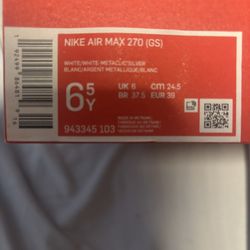 NIKE AIR MAX 270 (GS)
WHITE/WHITE-METALLIC SILVER
BLANC/ARGENT METALLIQUE/BLANC
6.5Y
UK 6 cm 24.5
BR 37.5 EUR 39
943345 103